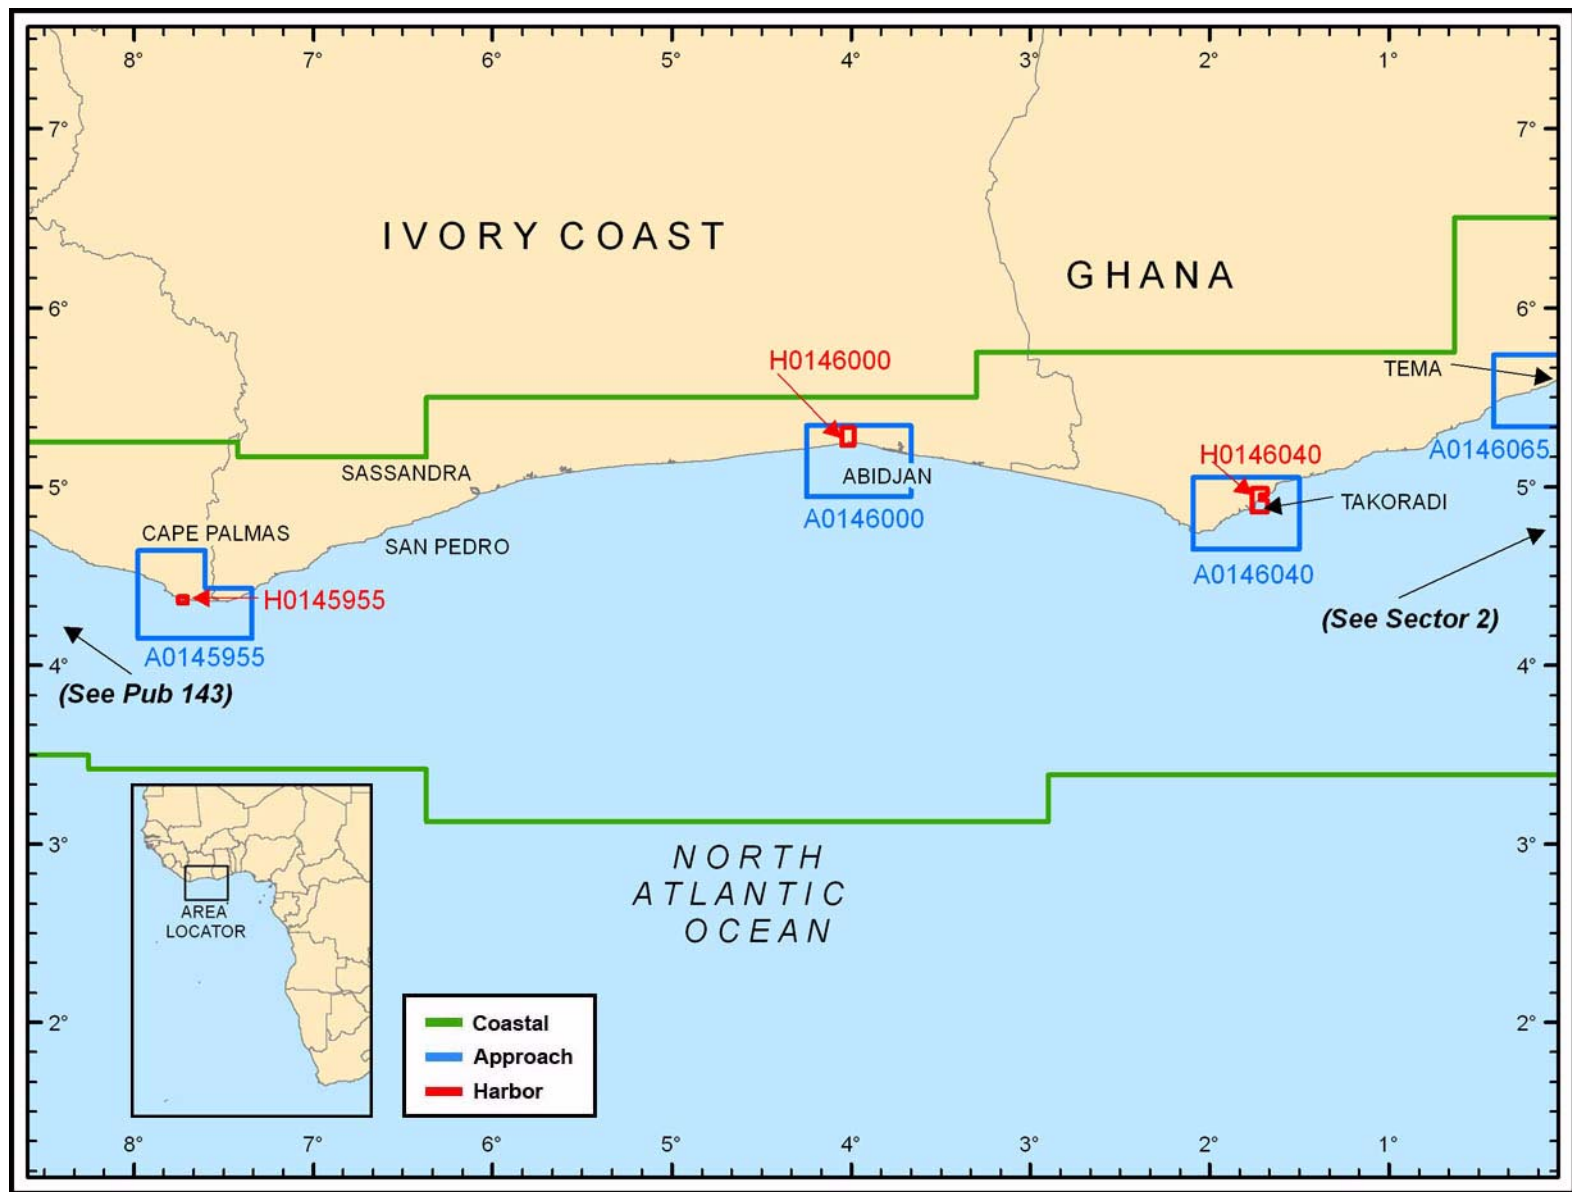 8° 7° 6° 5° 4° 3° 2° 1°
7° 7°
IVORY COAST
GHANA
6° 6°
H0146000
TEMA
H0146040
A0146065
SASSANDRA
ABIDJAN
5° 5°
TAKORADI
A0146000
CAPE PALMAS
SAN PEDRO
A0146040
H0145955
(See Sector 2)
A0145955
4° 4°
(See Pub 143)
3° 3°
NORTH
ATLANTIC
OCEAN
AREA
LOCATOR
2° 2°
Coastal
Approach
Harbor
8° 7° 6° 5° 4° 3° 2° 1°